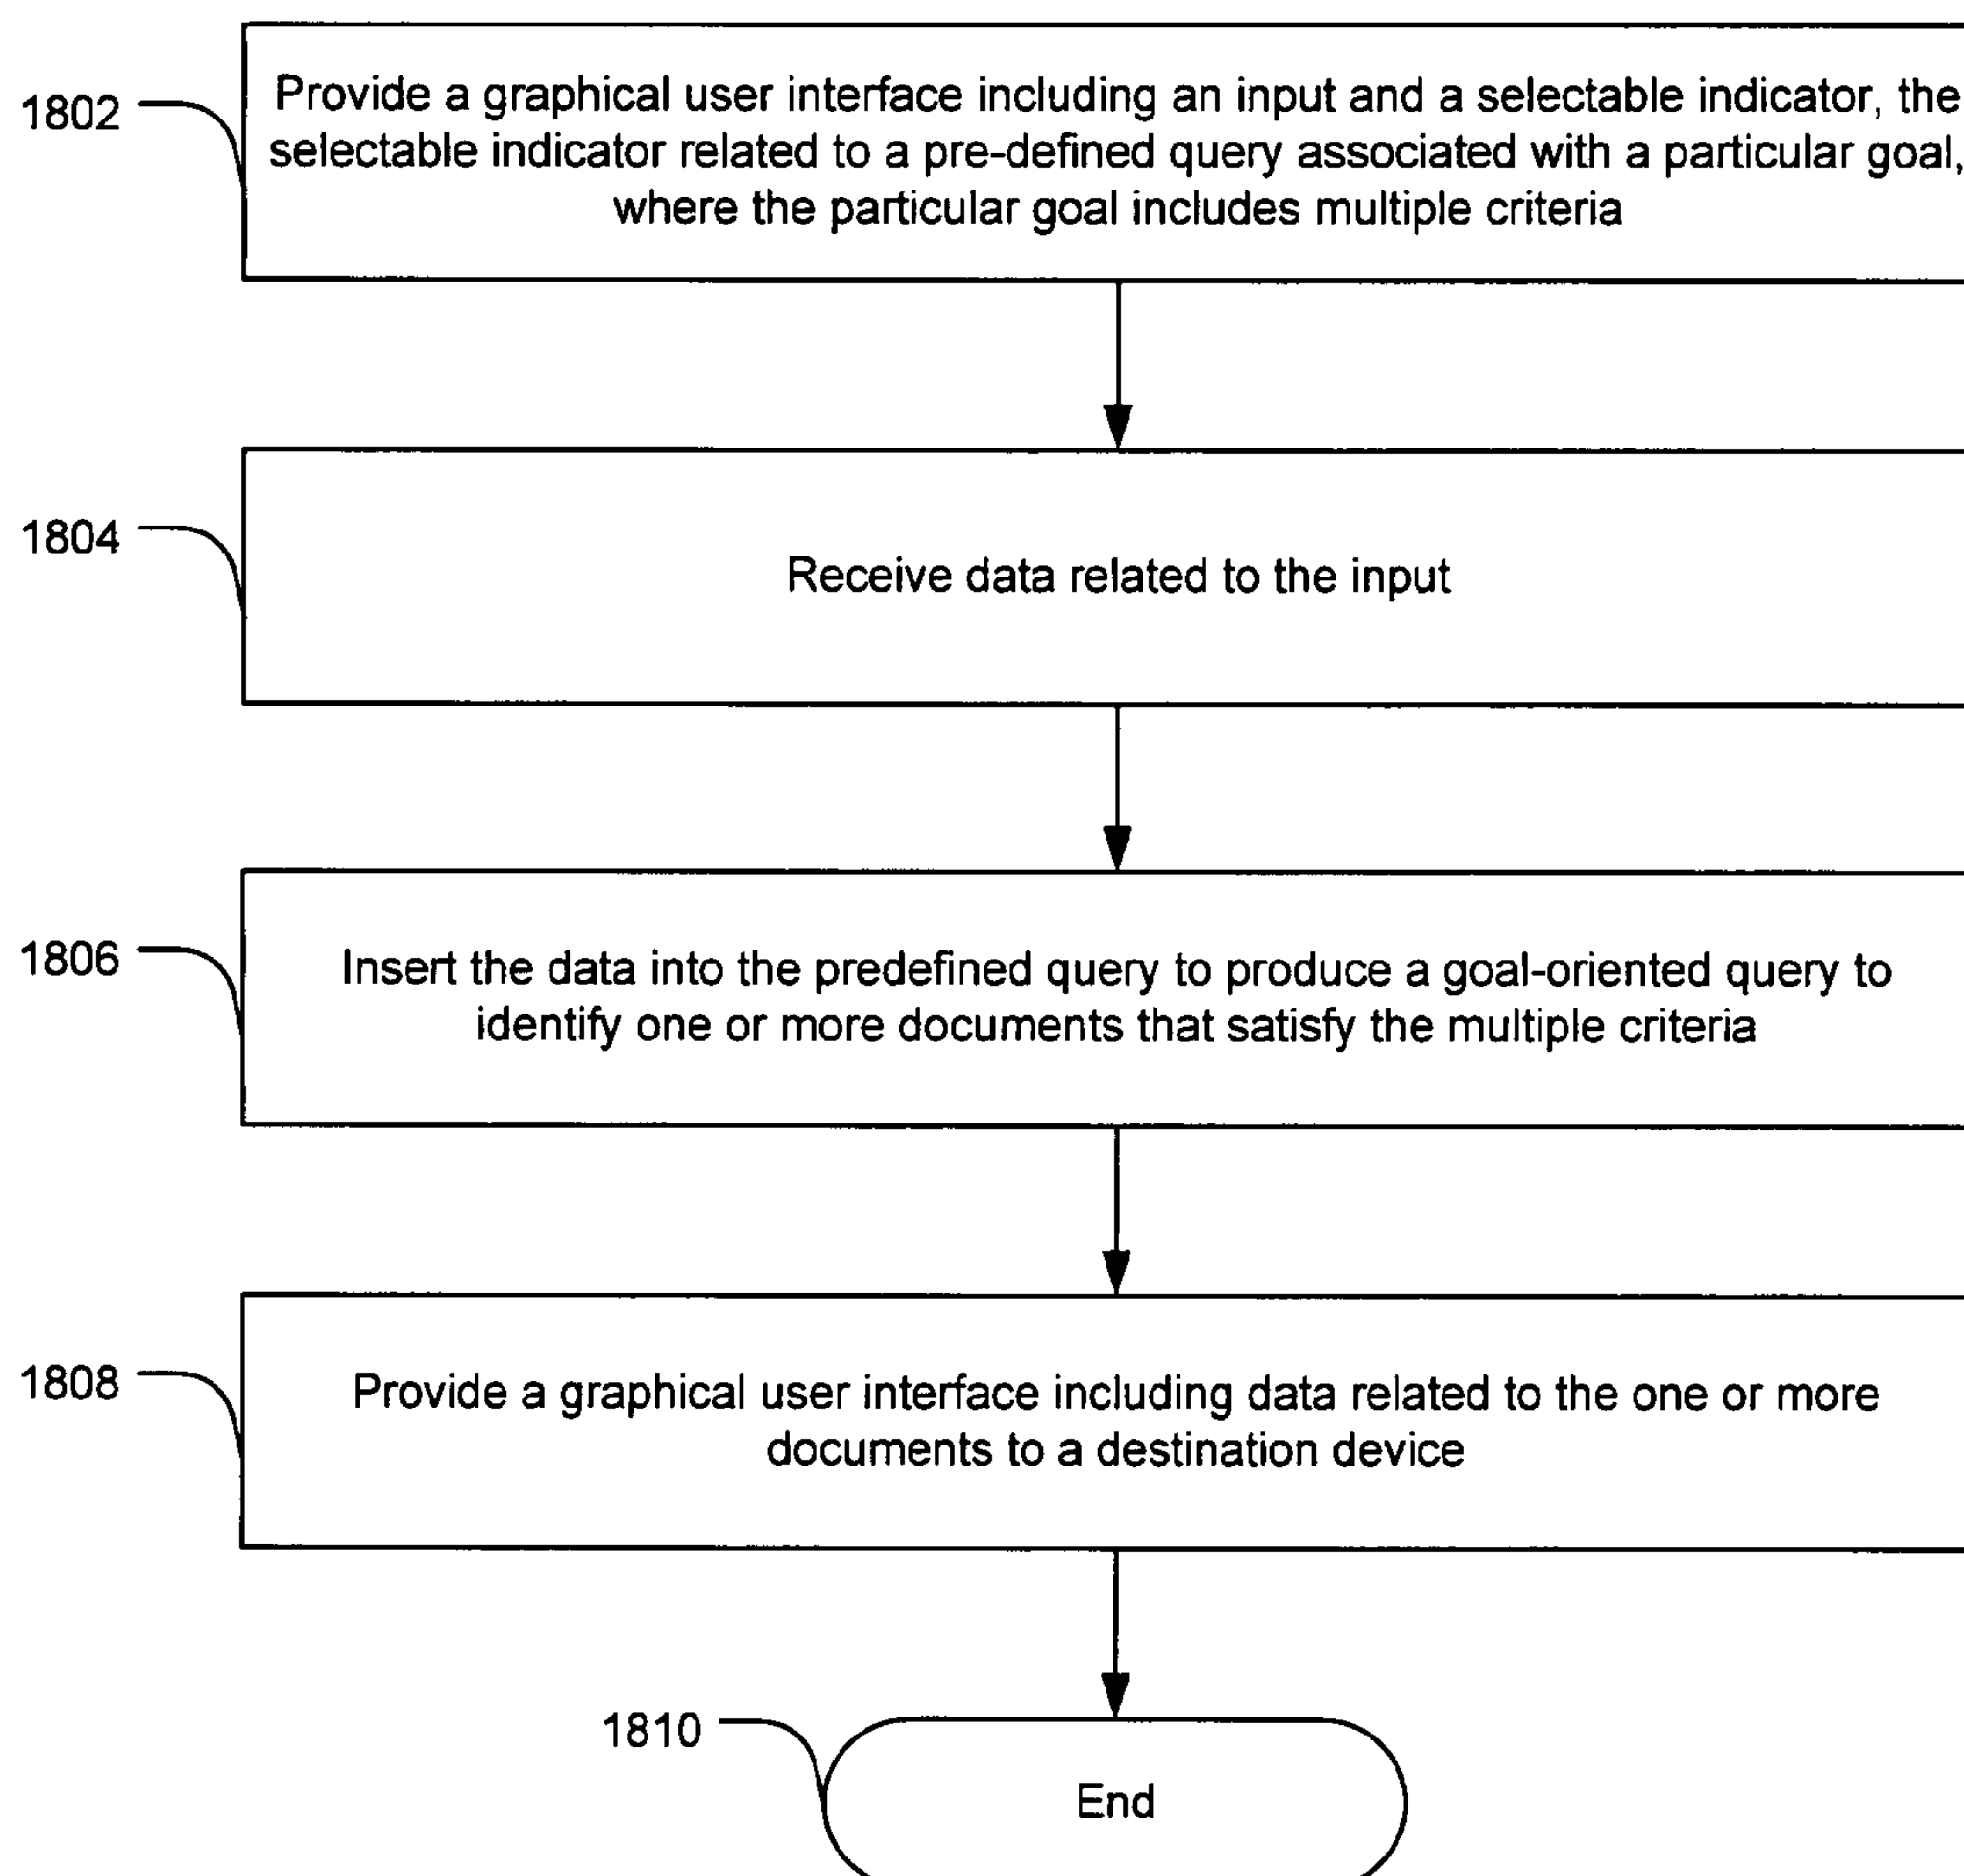 1802
Provide a graphical user interface including an input and a selectable indicator, the
selectable indicator related to a pre-defined query associated with a particular goal,
where the particular goal includes multiple criteria
1804
Receive data related to the input
1806
Insert the data into the predefined query to produce a goal-oriented query to
identify one or more documents that satisfy the multiple criteria
1808
Provide a graphical user interface including data related to the one or more
documents to a destination device
1810
End